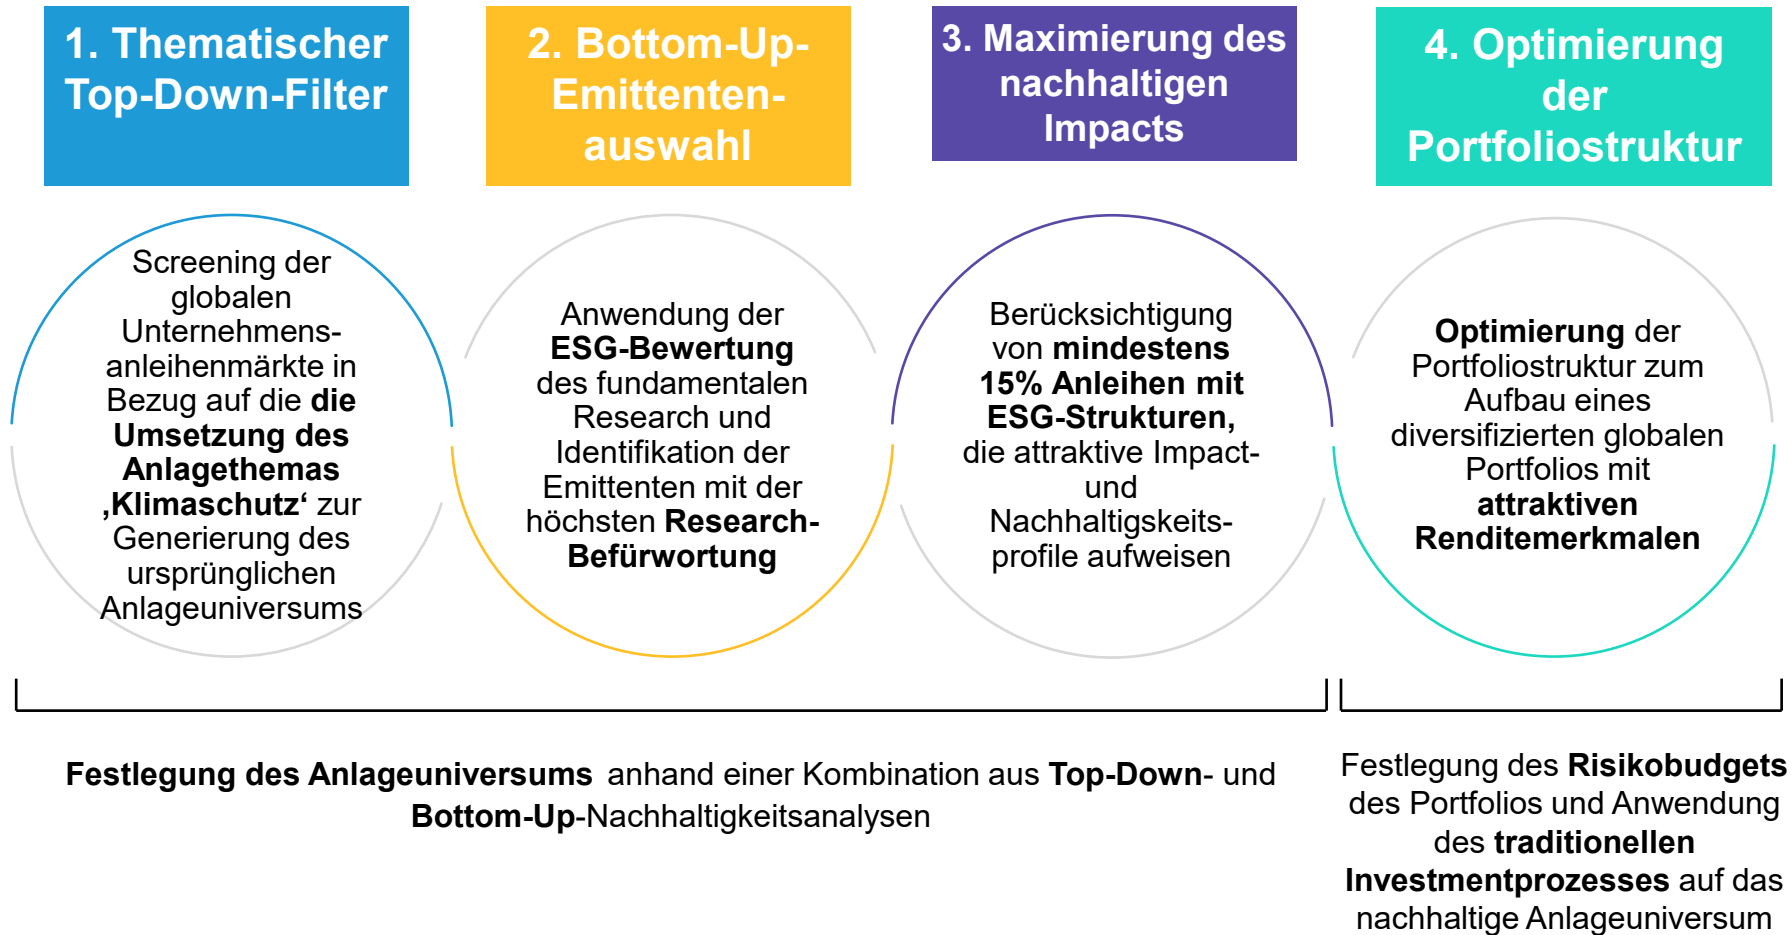 1. Thematischer
Top-Down-Filter
2. Bottom-Up-
Emittenten-
auswahl
3. Maximierung des
nachhaltigen
Impacts
4. Optimierung
der
Portfoliostruktur
Screening der
globalen
Unternehmens-
anleihenmärkte in
Bezug auf die die
Umsetzung des
Anlagethemas
‚Klimaschutz‘ zur
Generierung des
ursprünglichen
Anlageuniversums
Anwendung der
ESG-Bewertung
des fundamentalen
Research und
Identifikation der
Emittenten mit der
höchsten Research-
Befürwortung
Berücksichtigung
von mindestens
15% Anleihen mit
ESG-Strukturen,
die attraktive Impact-
und
Nachhaltigskeits-
profile aufweisen
Optimierung der
Portfoliostruktur zum
Aufbau eines
diversifizierten globalen
Portfolios mit
attraktiven
Renditemerkmalen
Festlegung des Anlageuniversums anhand einer Kombination aus Top-Down- und
Bottom-Up-Nachhaltigkeitsanalysen
Festlegung des Risikobudgets
des Portfolios und Anwendung
des traditionellen
Investmentprozesses auf das
nachhaltige Anlageuniversum